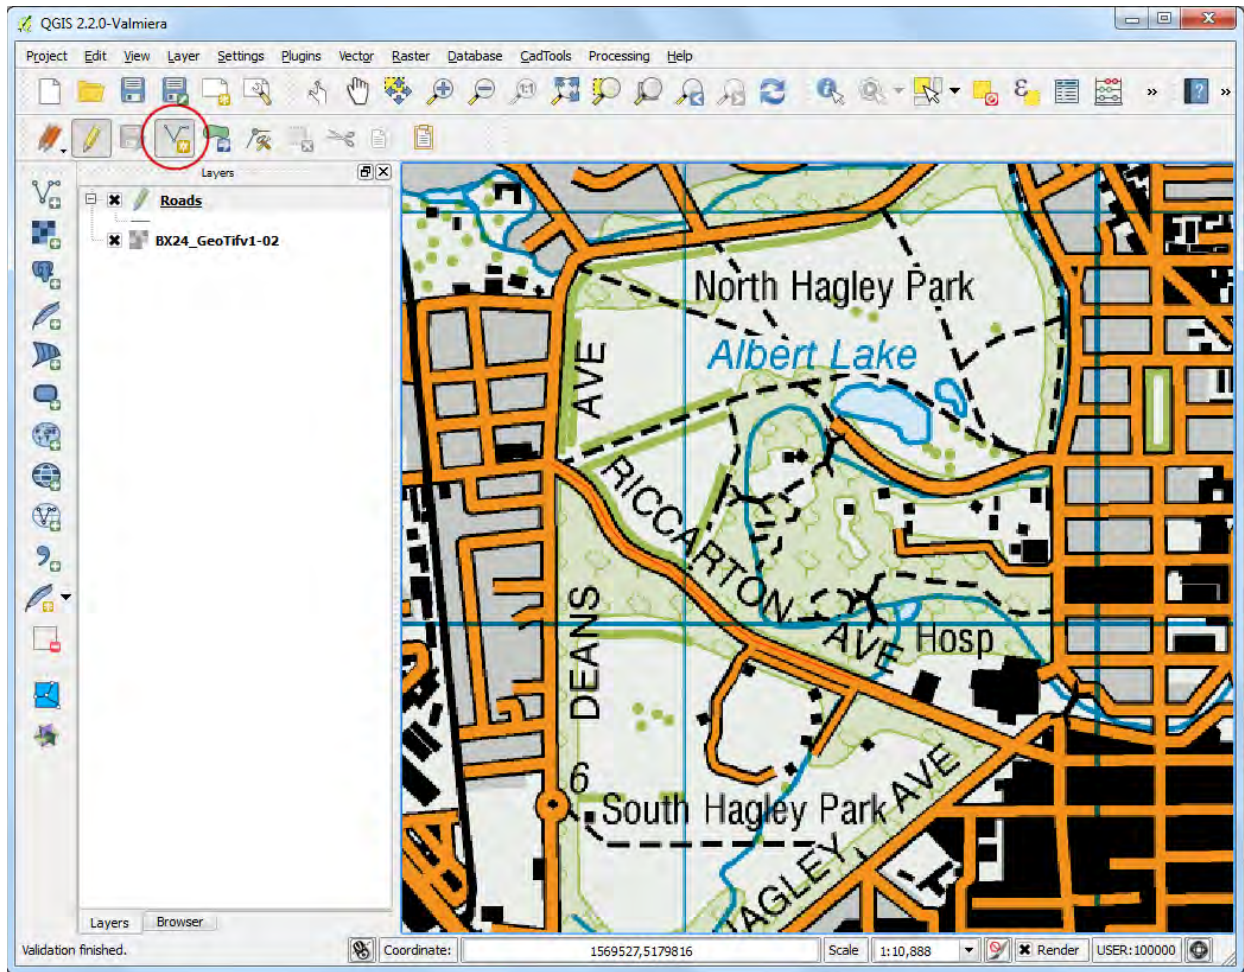 QGIS 2.2.0-Valmiera
Project Edit View Layer Settings Plugins Vector Raster Database CadTools Processing Help
1:1
ε
»
?
»
Layers
Roads
BX24_GeoTifv1-02
North Hagley Park
Albert Lake
AVE
RICCARTON AVE
DEANS
Hosp
6
South Hagley Park
HAGLEY AVE
Layers Browser
Validation finished.
Coordinate: 1569527,5179816 Scale 1:10,888 Render USER:100000